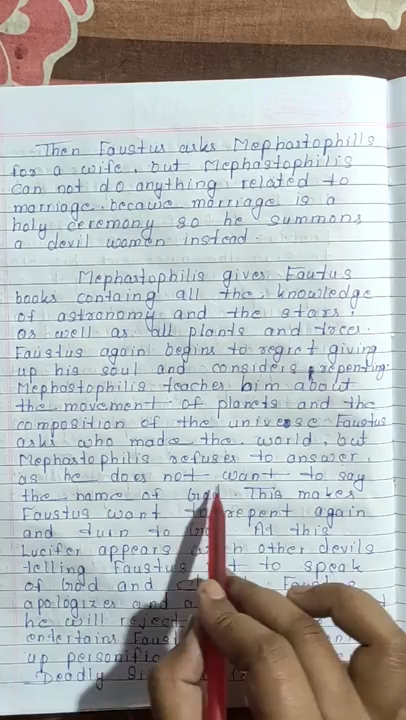 Then Faustus asks Mephastophills
for a wife, but Mephastophilis
can not do anything related to
marriage. because marriage is a
holy ceremony so he summons
a devil women instead.
Mephastophilis gives Fautus
books containg all the knowledge
of astronomy and the stars,
as well as all plants and trees.
Faustus again begins to regret giving
up his soul and considers repenting.
Mephastophilis teaches him about
the movement of planets and the
composition of the universe. Faustus
asks who made the world, but
Mephastophilis refuses to answer,
as he does not want to say
the name of God. This makes
Faustus want to repent again
and turn to At this
Lucifer appears other devils
telling Faustus to speak
of God and
apologizes and
he will reject
entertains
up
Deadly